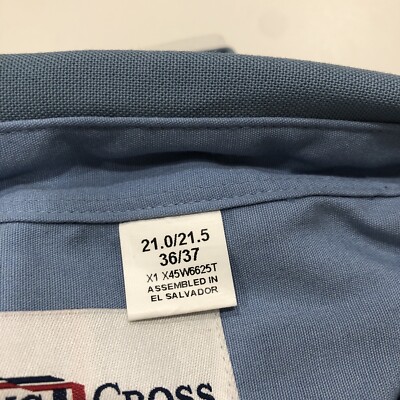 21.0/21.5
36/37
X1 X45W6625T
ASSEMBLED IN
EL SALVADOR
CROSS